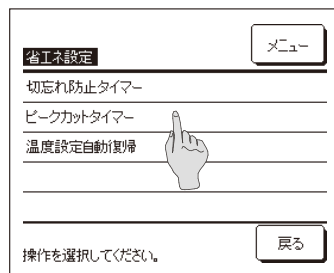 メニュー
省エネ設定
切忘れ防止タイマー
ピークカットタイマー
温度設定自動復帰
操作を選択してください。
戻る